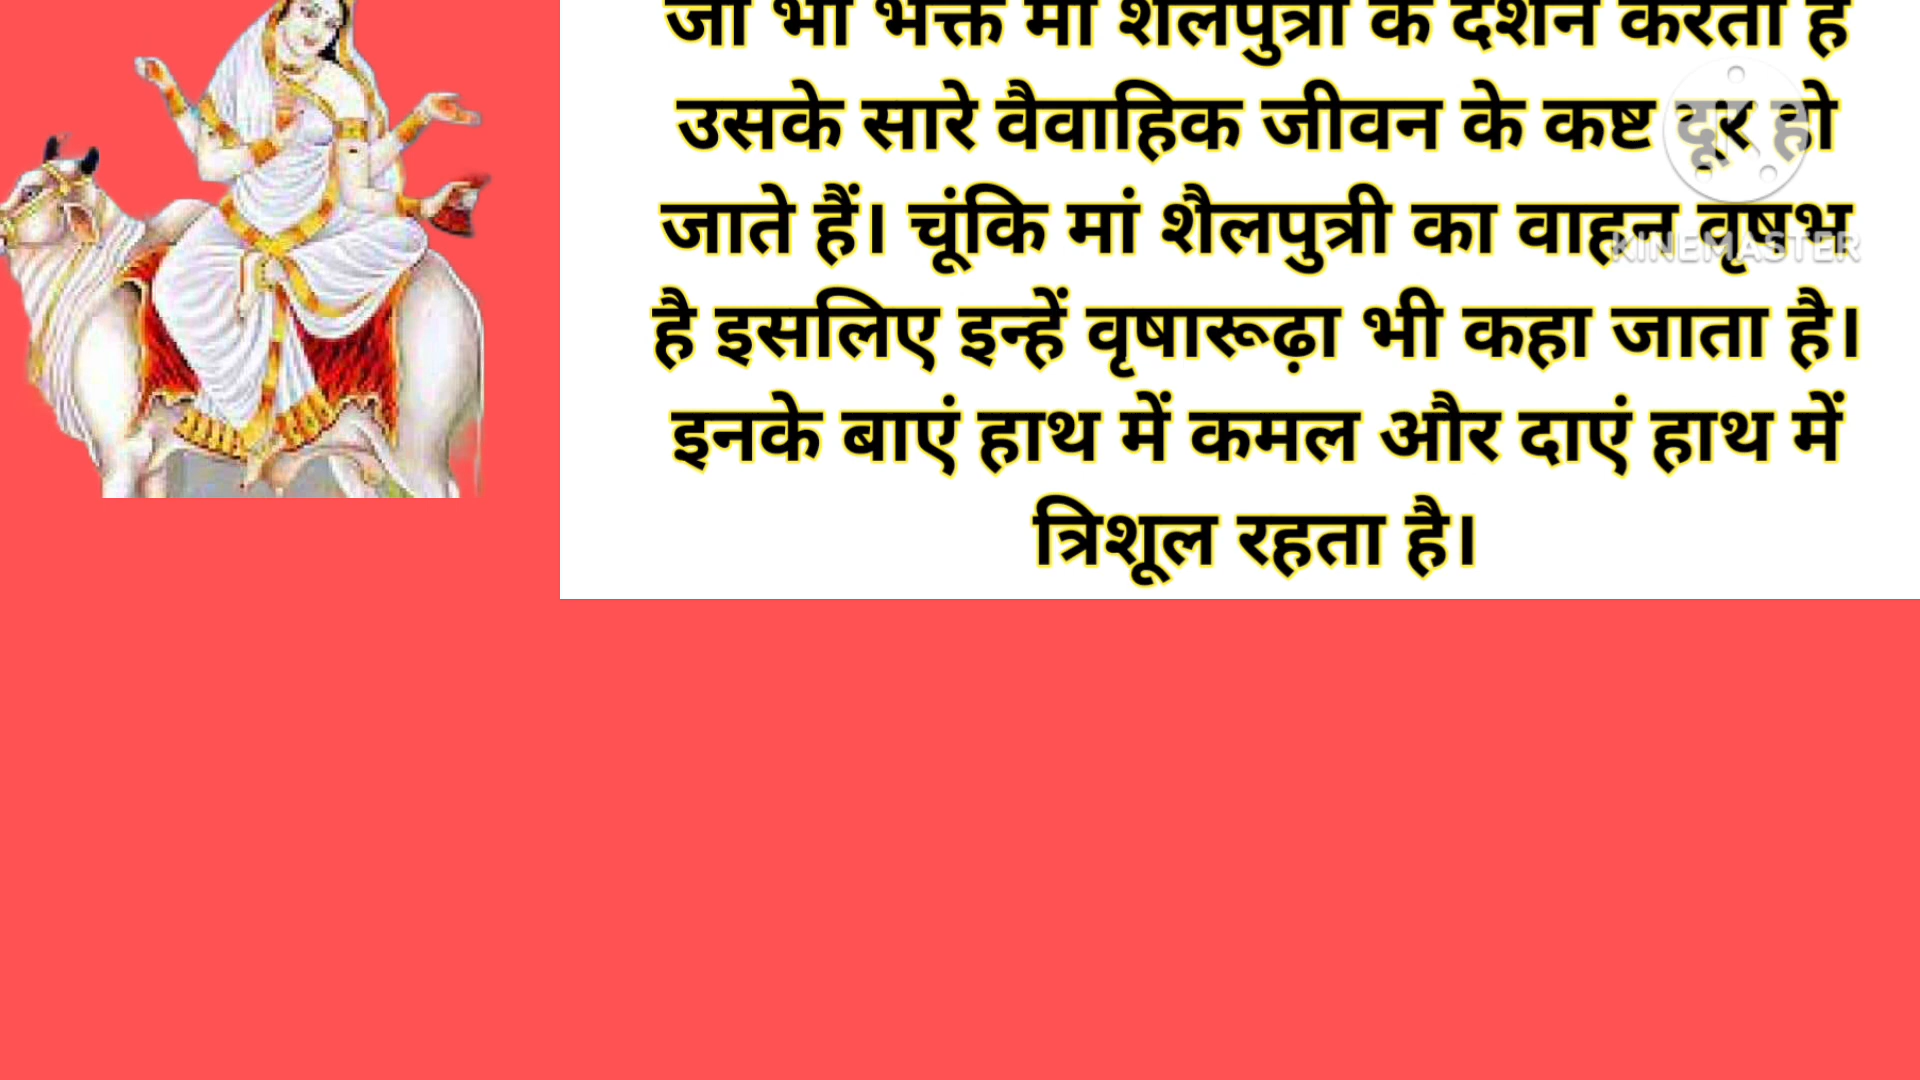 जो भी भक्त मां शैलपुत्री के दर्शन करता है
उसके सारे वैवाहिक जीवन के कष्ट दूर हो
जाते हैं। चूंकि मां शैलपुत्री का वाहन वृषभ
है इसलिए इन्हें वृषारूढ़ा भी कहा जाता है।
इनके बाएं हाथ में कमल और दाएं हाथ में
त्रिशूल रहता है।
KINEMASTER